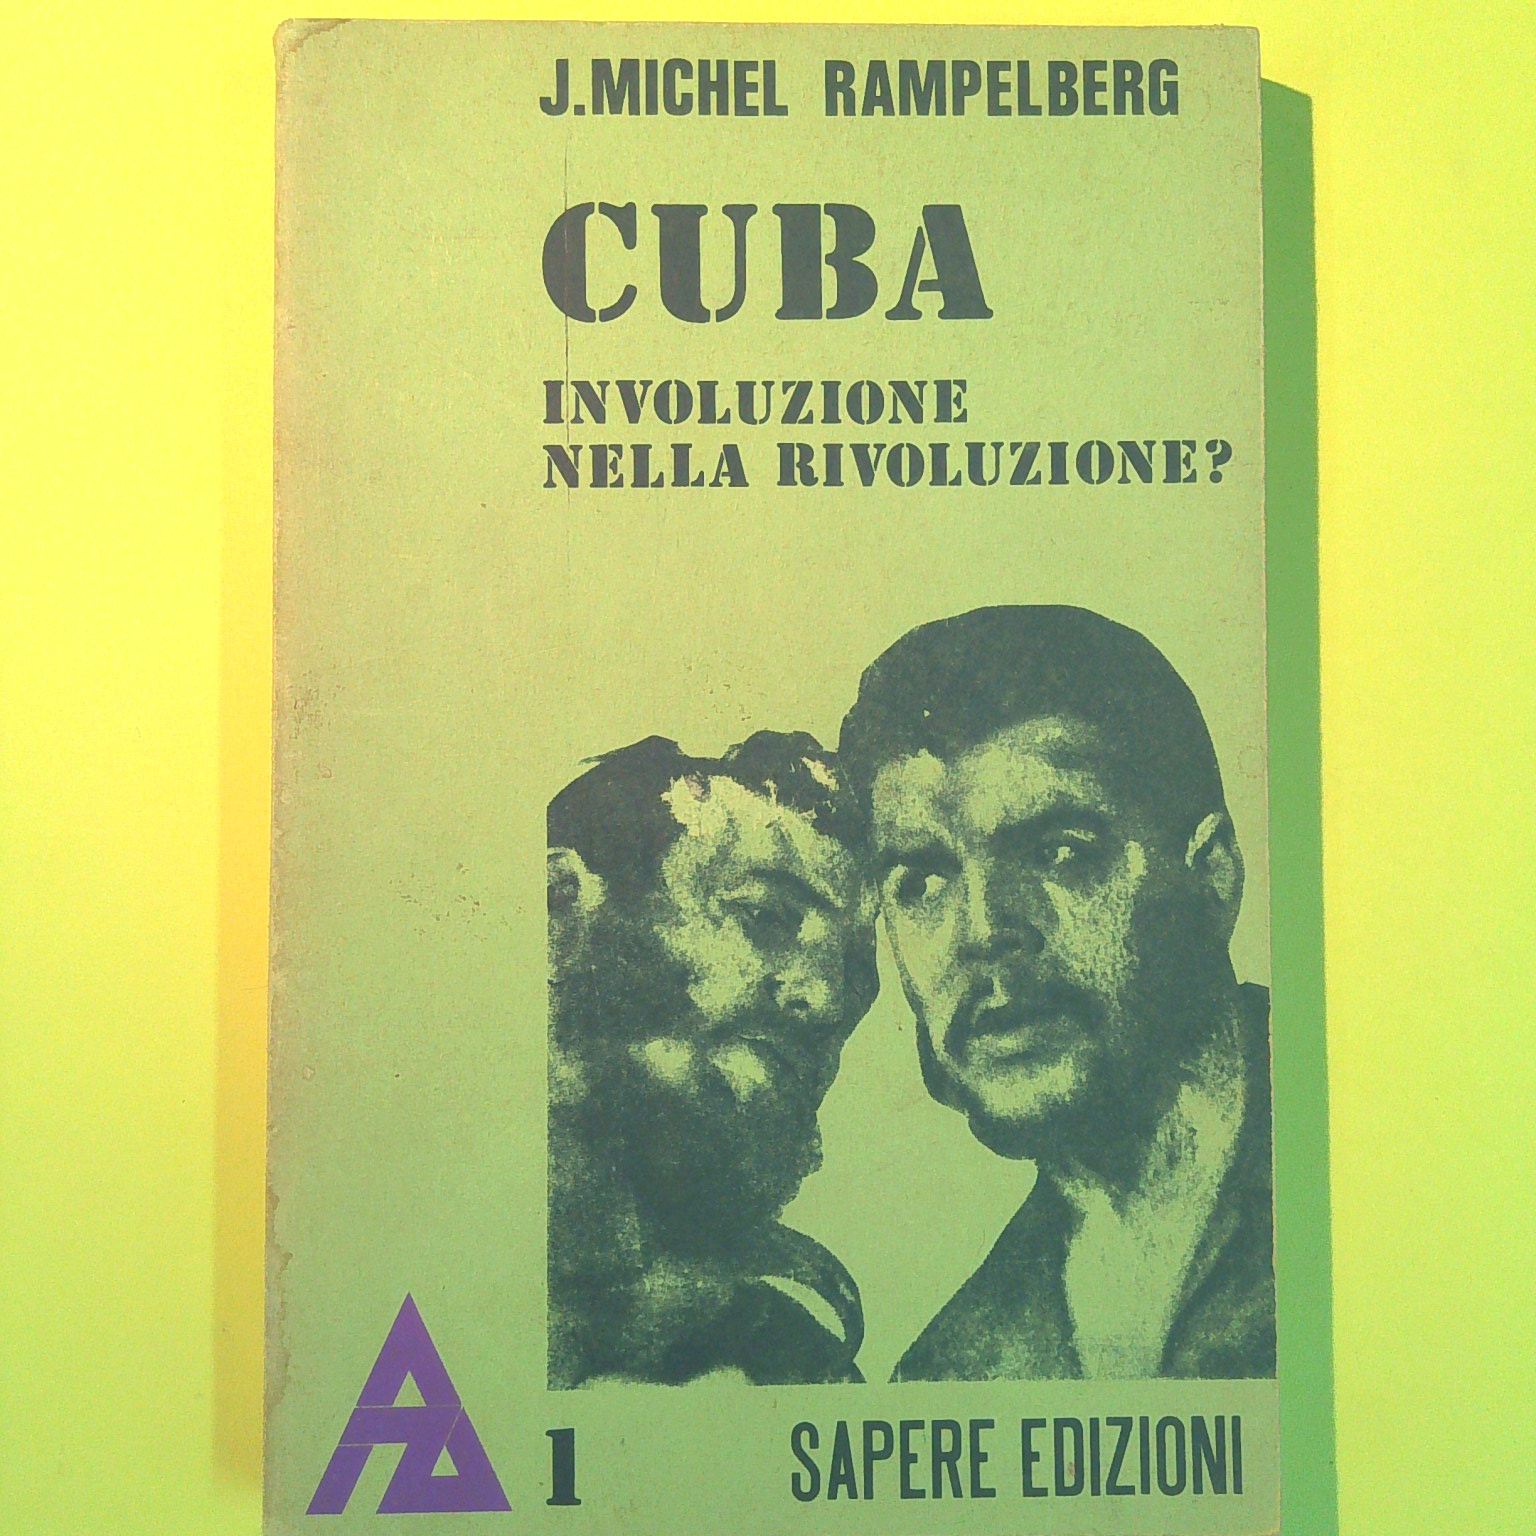 J.MICHEL RAMPELBERG
CUBA
INVOLUZIONE
NELLA RIVOLUZIONE?
1 SAPERE EDIZIONI